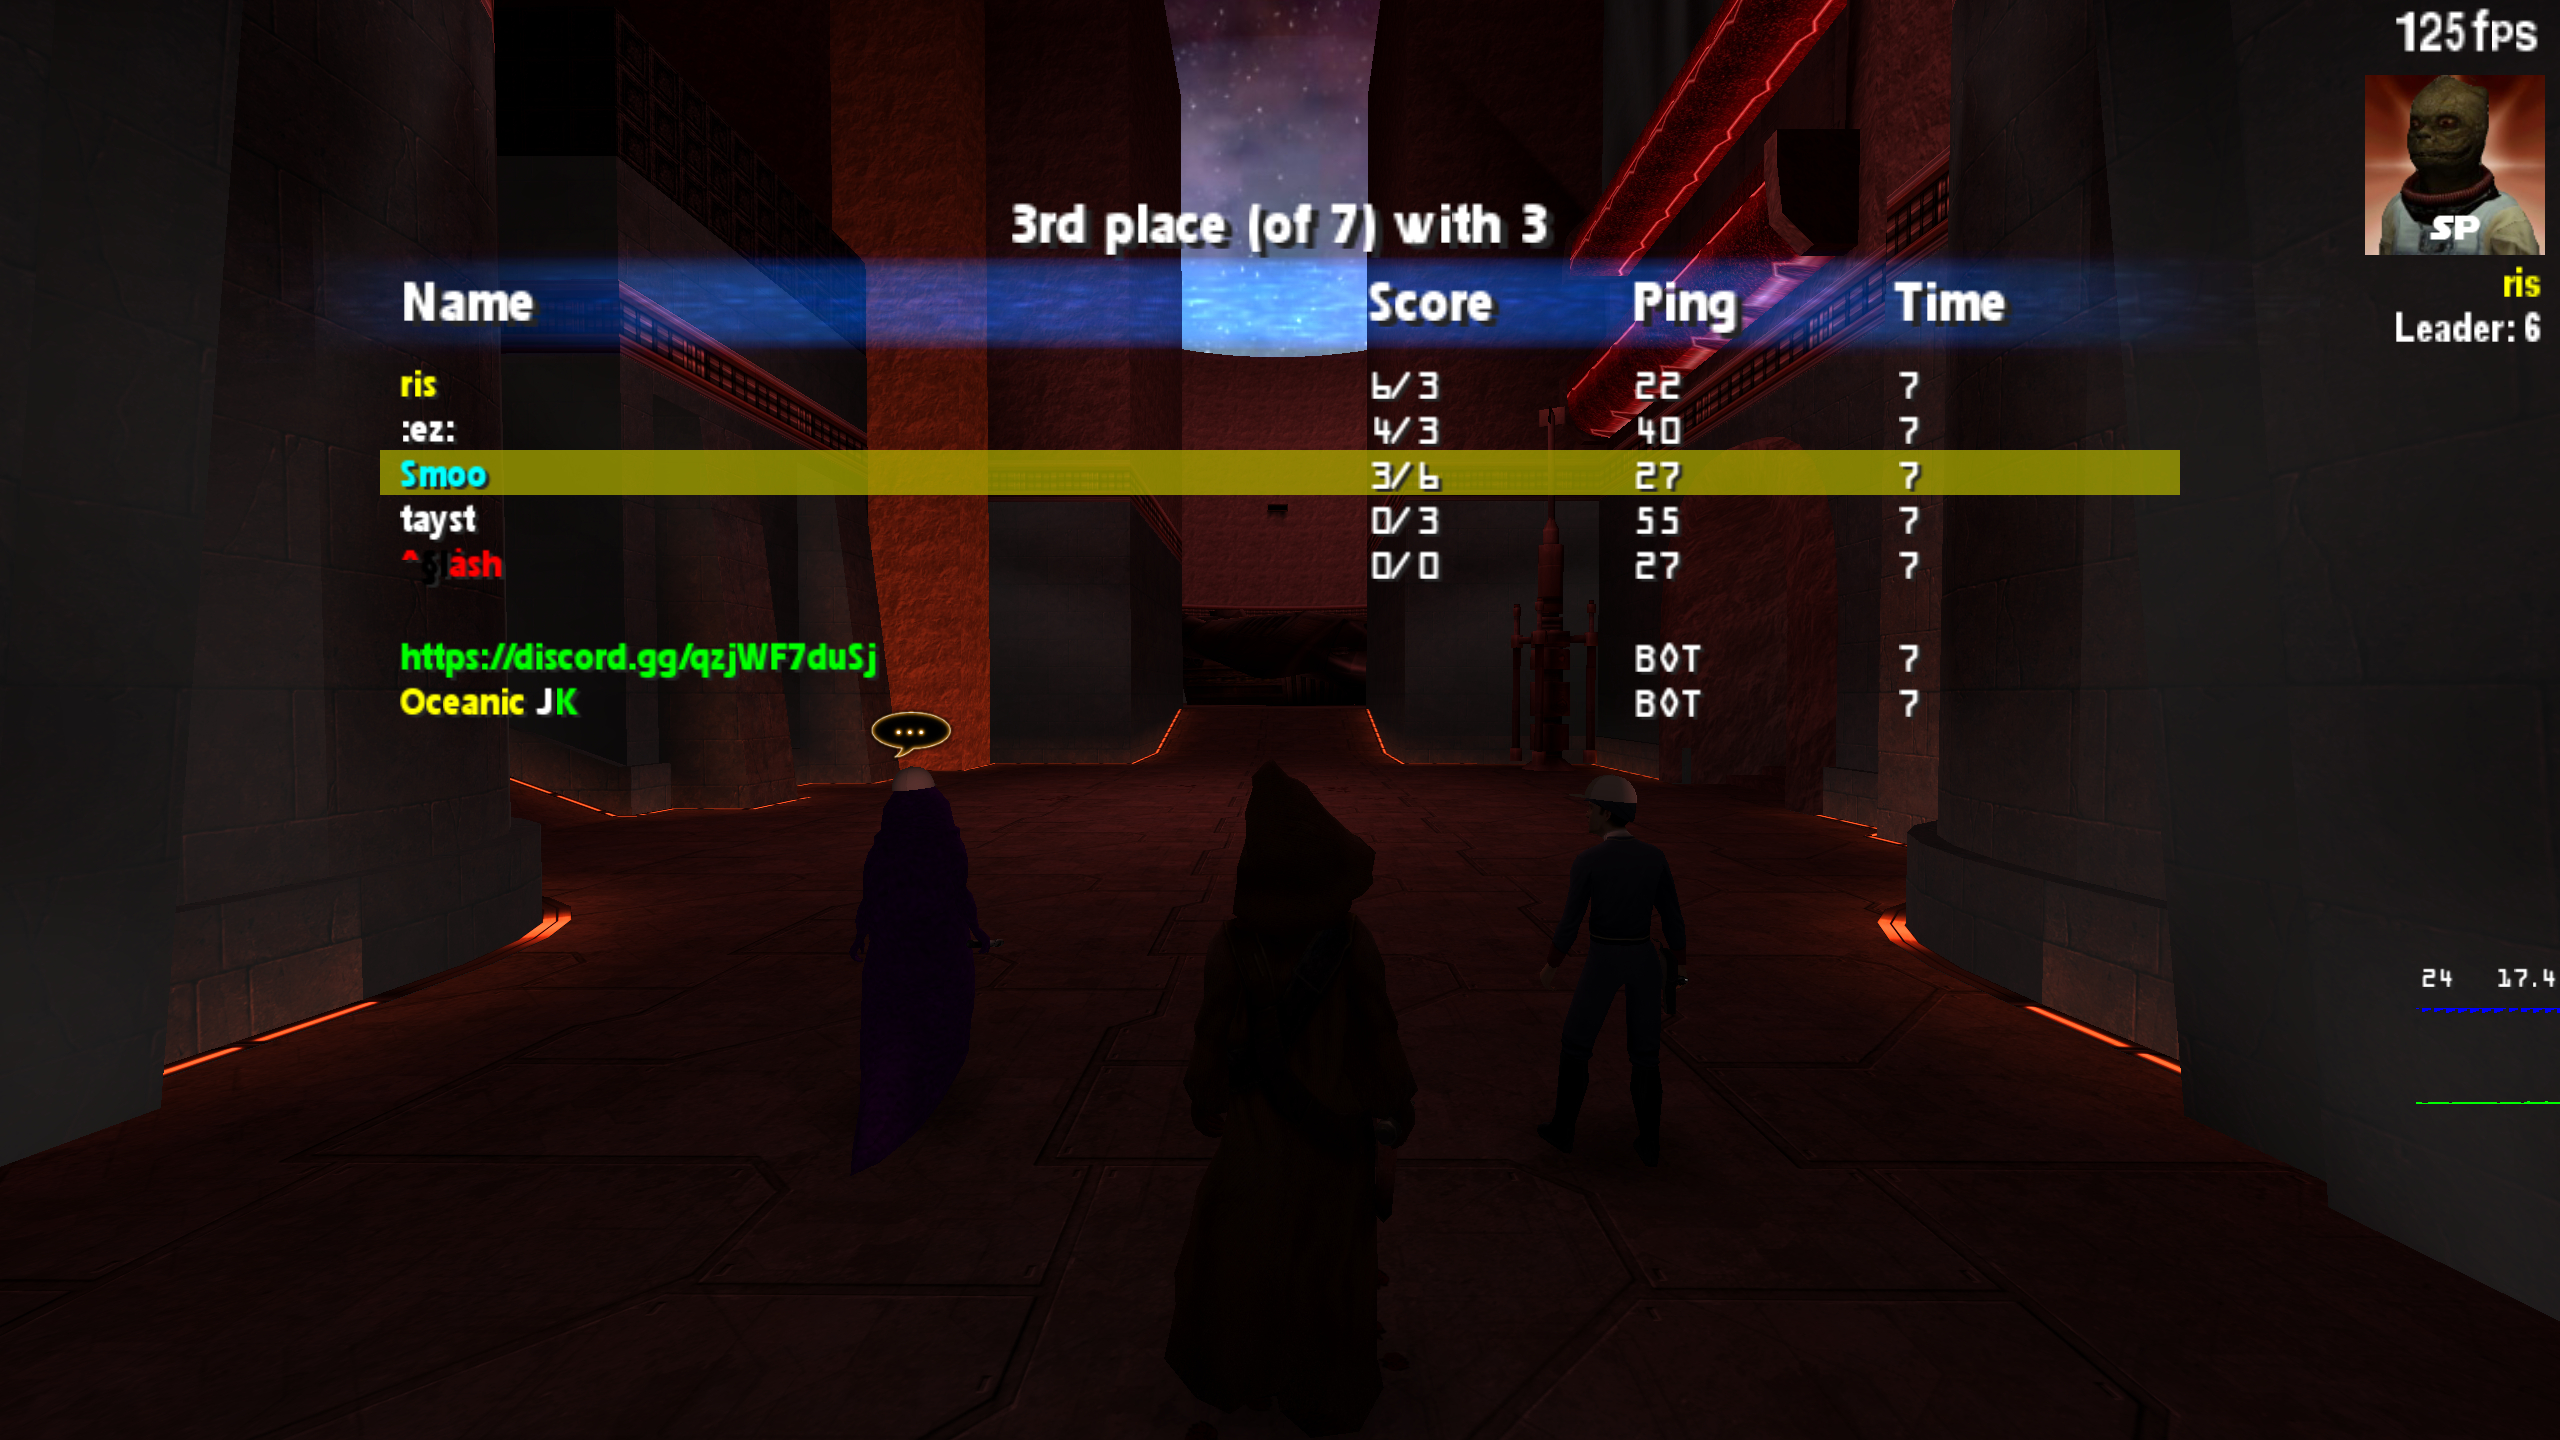 125fps
SP
ris
Leader: 6
3rd place (of 7) with 3
Name Score Ping Time
ris 6/3 22 7
:ez: 4/3 40 7
Smoo 3/6 27 7
tayst 0/3 55 7
0/0 27 7
https://discord.gg/qzjWF7duSj BOT 7
Oceanic JK BOT 7
24 17.4